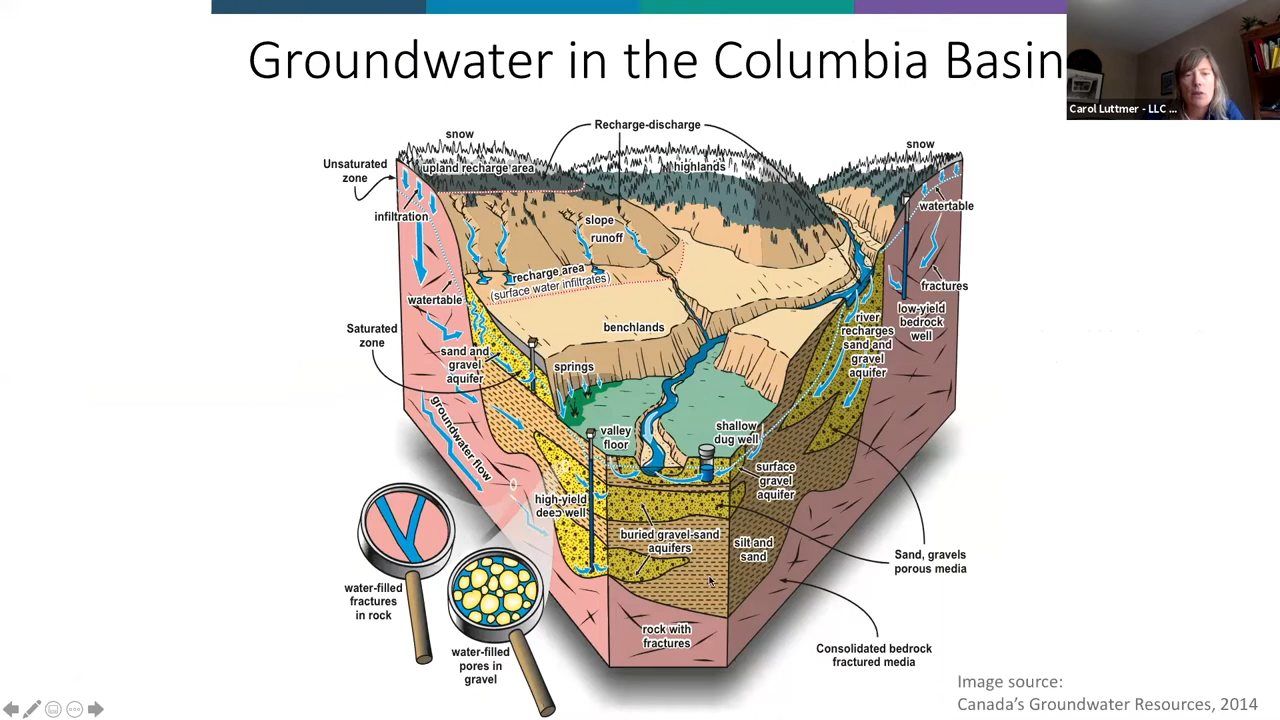 Groundwater in the Columbia Basin
Carol Luttmer - LLC ...
Recharge-discharge
snow
snow
Unsaturated
zone
upland recharge area
highlands
infiltration
watertable
slope
runoff
recharge area
(surface water infiltrates)
fractures
watertable
low-yield
bedrock
well
river
recharges
sand and
gravel
aquifer
benchlands
Saturated
zone
sand and
gravel
aquifer
springs
groundwater flow
valley
floor
shallow
dug well
surface
gravel
aquifer
high-yield
deep well
buried gravel-sand
aquifers
silt and
sand
Sand, gravels
porous media
water-filled
fractures
in rock
water-filled
pores in
gravel
rock with
fractures
Consolidated bedrock
fractured media
Image source:
Canada's Groundwater Resources, 2014